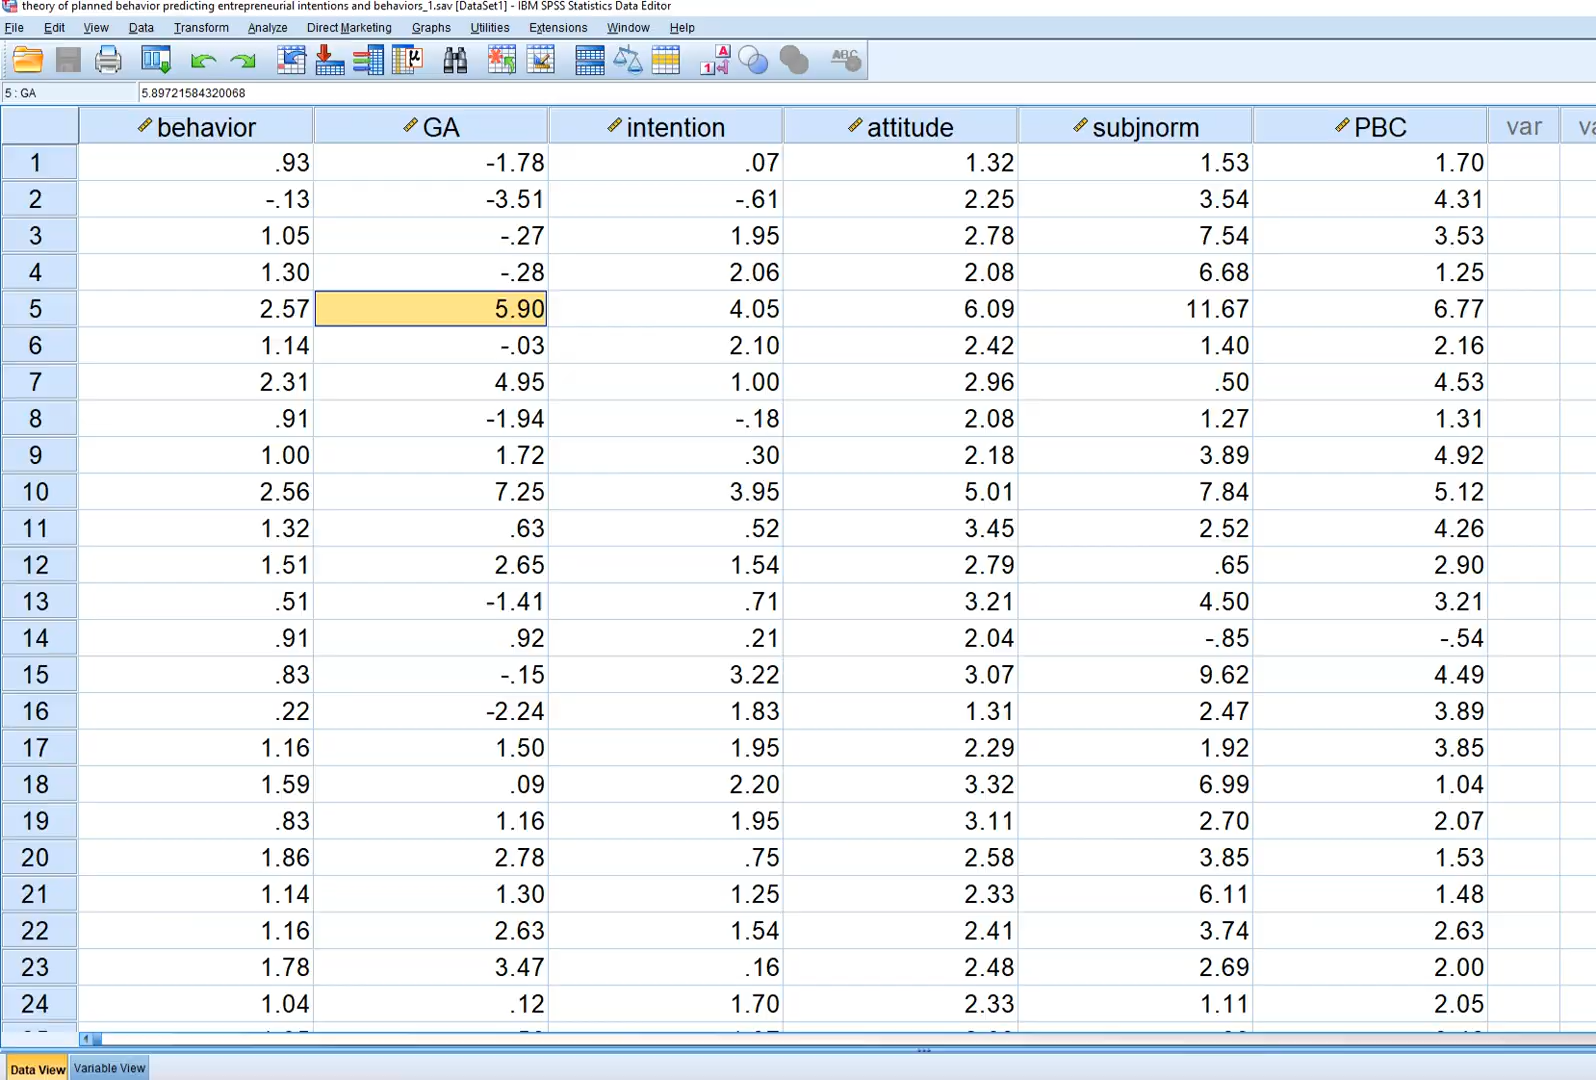 theory of planned behavior predicting entrepreneurial intentions and behaviors_1.sav [DataSet1] - IBM SPSS Statistics Data Editor
File Edit View Data Transform Analyze Direct Marketing Graphs Utilities Extensions Window Help
5 : GA 5.89721584320068
behavior GA intention attitude subjnorm PBC var
1 .93 -1.78 .07 1.32 1.53 1.70
2 -.13 -3.51 -.61 2.25 3.54 4.31
3 1.05 -.27 1.95 2.78 7.54 3.53
4 1.30 -.28 2.06 2.08 6.68 1.25
5 2.57 5.90 4.05 6.09 11.67 6.77
6 1.14 -.03 2.10 2.42 1.40 2.16
7 2.31 4.95 1.00 2.96 .50 4.53
8 .91 -1.94 -.18 2.08 1.27 1.31
9 1.00 1.72 .30 2.18 3.89 4.92
10 2.56 7.25 3.95 5.01 7.84 5.12
11 1.32 .63 .52 3.45 2.52 4.26
12 1.51 2.65 1.54 2.79 .65 2.90
13 .51 -1.41 .71 3.21 4.50 3.21
14 .91 .92 .21 2.04 -.85 -.54
15 .83 -.15 3.22 3.07 9.62 4.49
16 .22 -2.24 1.83 1.31 2.47 3.89
17 1.16 1.50 1.95 2.29 1.92 3.85
18 1.59 .09 2.20 3.32 6.99 1.04
19 .83 1.16 1.95 3.11 2.70 2.07
20 1.86 2.78 .75 2.58 3.85 1.53
21 1.14 1.30 1.25 2.33 6.11 1.48
22 1.16 2.63 1.54 2.41 3.74 2.63
23 1.78 3.47 .16 2.48 2.69 2.00
24 1.04 .12 1.70 2.33 1.11 2.05
Data View Variable View